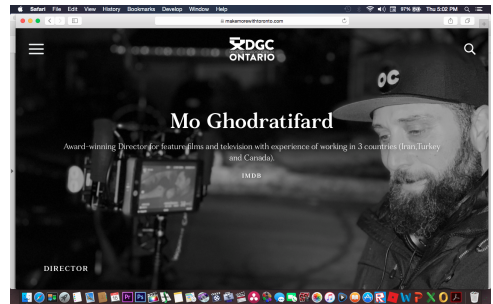 Safari File Edit View History Bookmarks Develop Window Help
97% Thu 5:02 PM
makemorewithtoronto.com
DGC
ONTARIO
OC
Mo Ghodratifard
Award-winning Director for feature films and television with experience of working in 3 countries (Iran,Turkey
and Canada).
IMDB
DIRECTOR